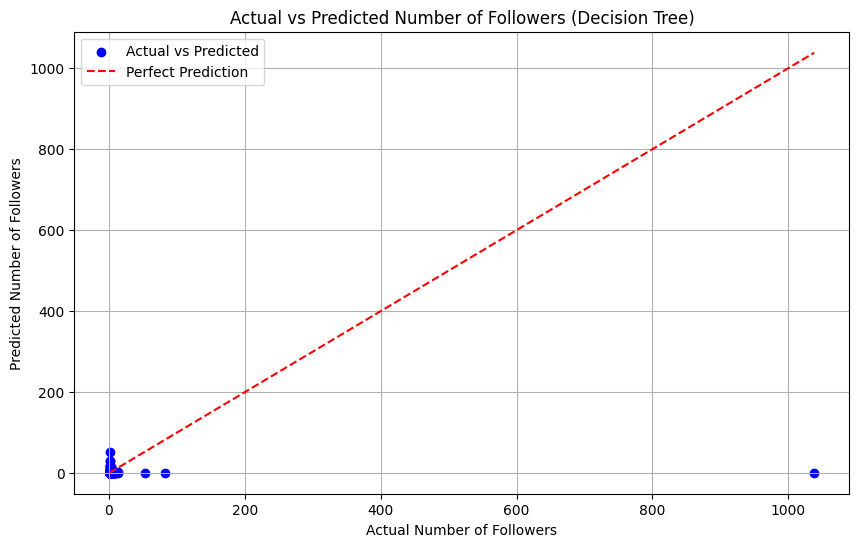 Actual vs Predicted Number of Followers (Decision Tree)
Actual vs Predicted
Perfect Prediction
Predicted Number of Followers
1000
800
600
400
200
0
0 200 400 600 800 1000
Actual Number of Followers